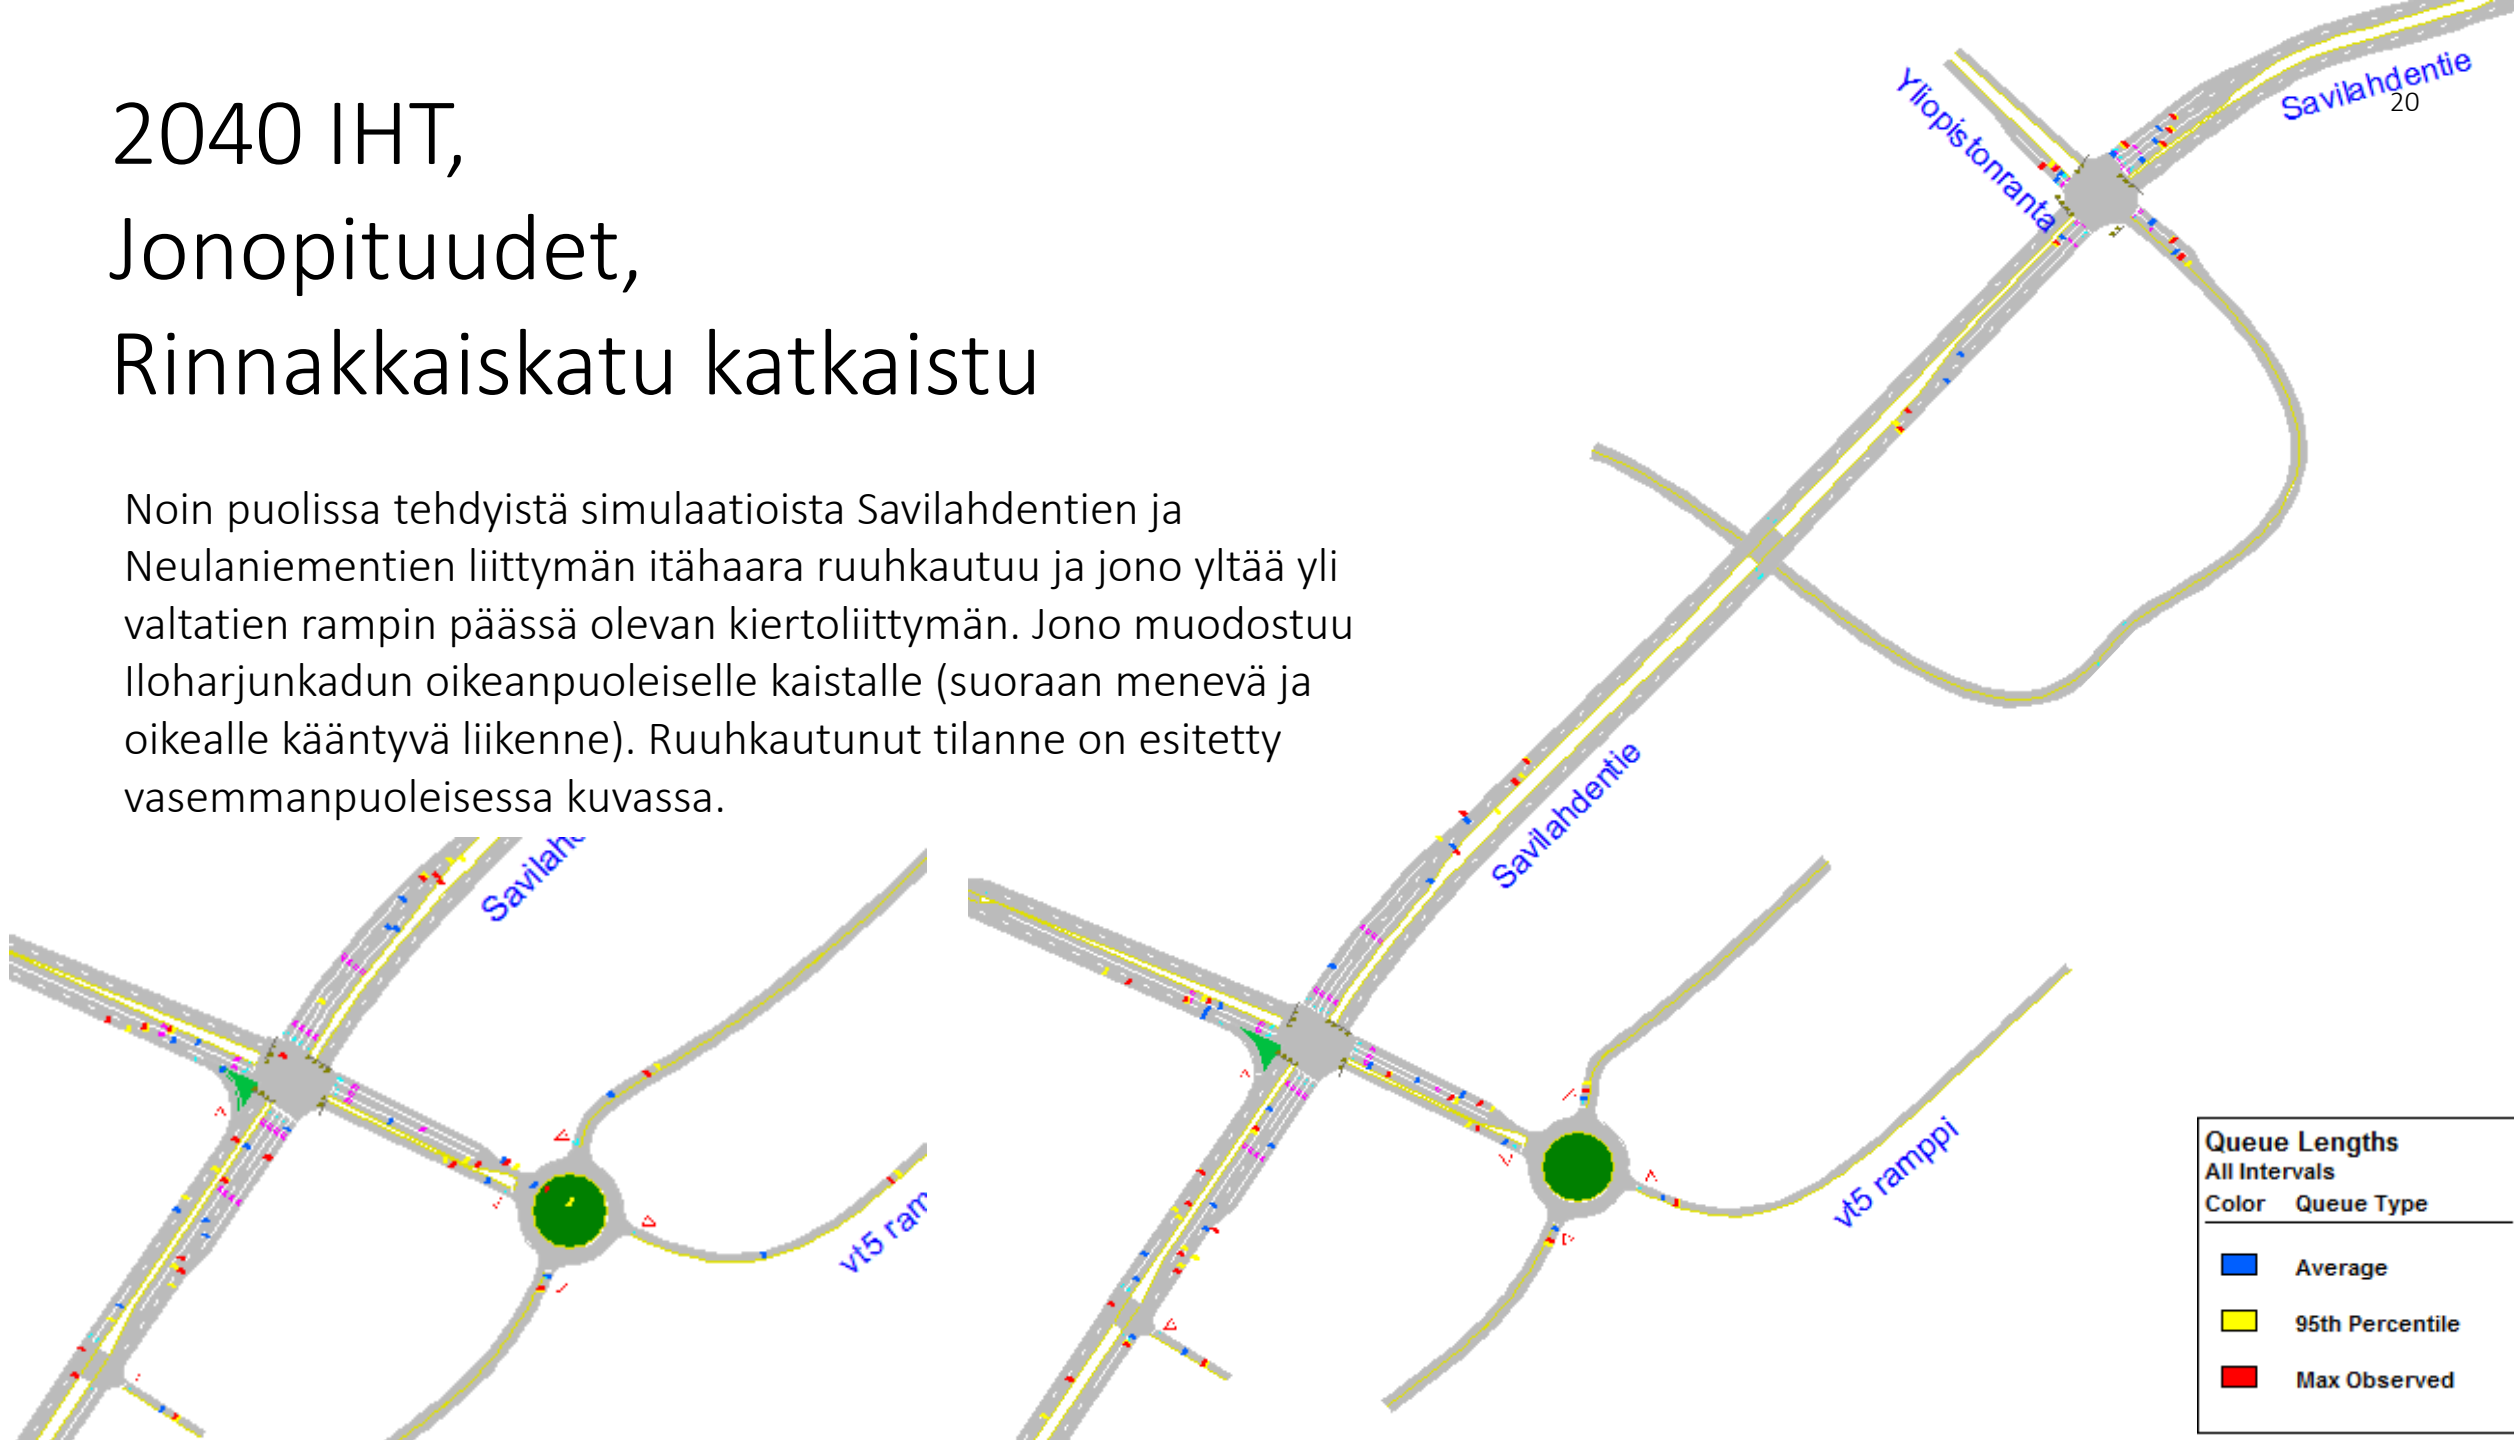 2040 IHT,
Jonopituudet,
Rinnakkaiskatu katkaistu
Noin puolissa tehdyistä simulaatioista Savilahdentien ja
Neulaniementien liittymän itähaara ruuhkautuu ja jono yltää yli
valtatien rampin päässä olevan kiertoliittymän. Jono muodostuu
Iloharjunkadun oikeanpuoleiselle kaistalle (suoraan menevä ja
oikealle kääntyvä liikenne). Ruuhkautunut tilanne on esitetty
vasemmanpuoleisessa kuvassa.
Yliopistonranta
Savilahdentie
20
Savilahdentie
vt5 ramppi
Savilah
vt5 ram
Queue Lengths
All Intervals
Color Queue Type
Average
95th Percentile
Max Observed